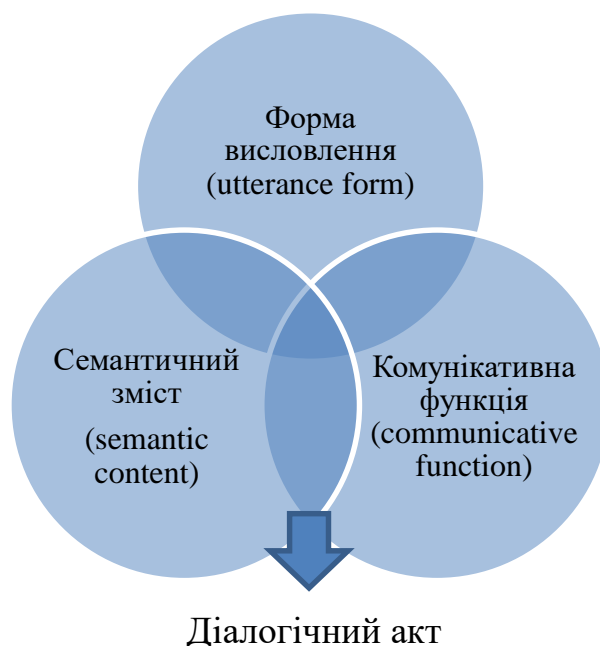 Форма
висловлення
(utterance form)
Семантичний
зміст
(semantic
content)
Комунікативна
функція
(communicative
function)
Діалогічний акт